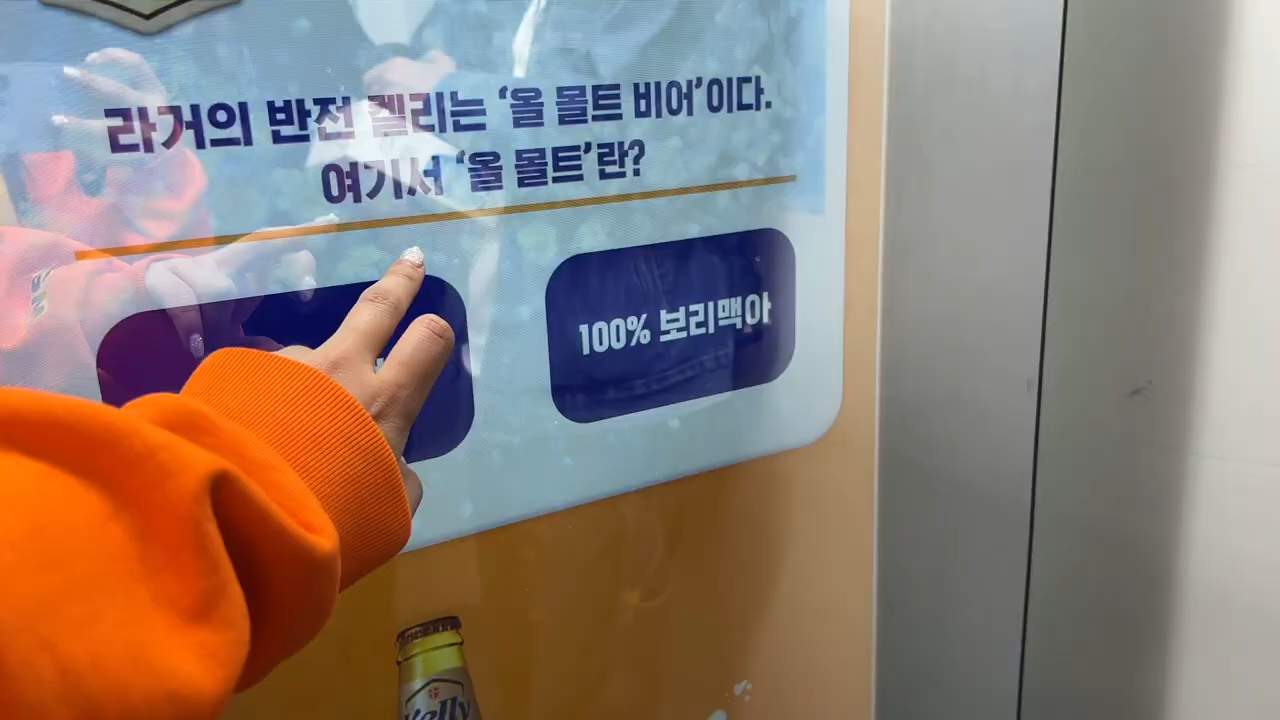 라거의 반전 켈리는 ‘올 몰트 비어’이다.
여기서 ‘올 몰트’란?
100% 보리맥아
Kelly